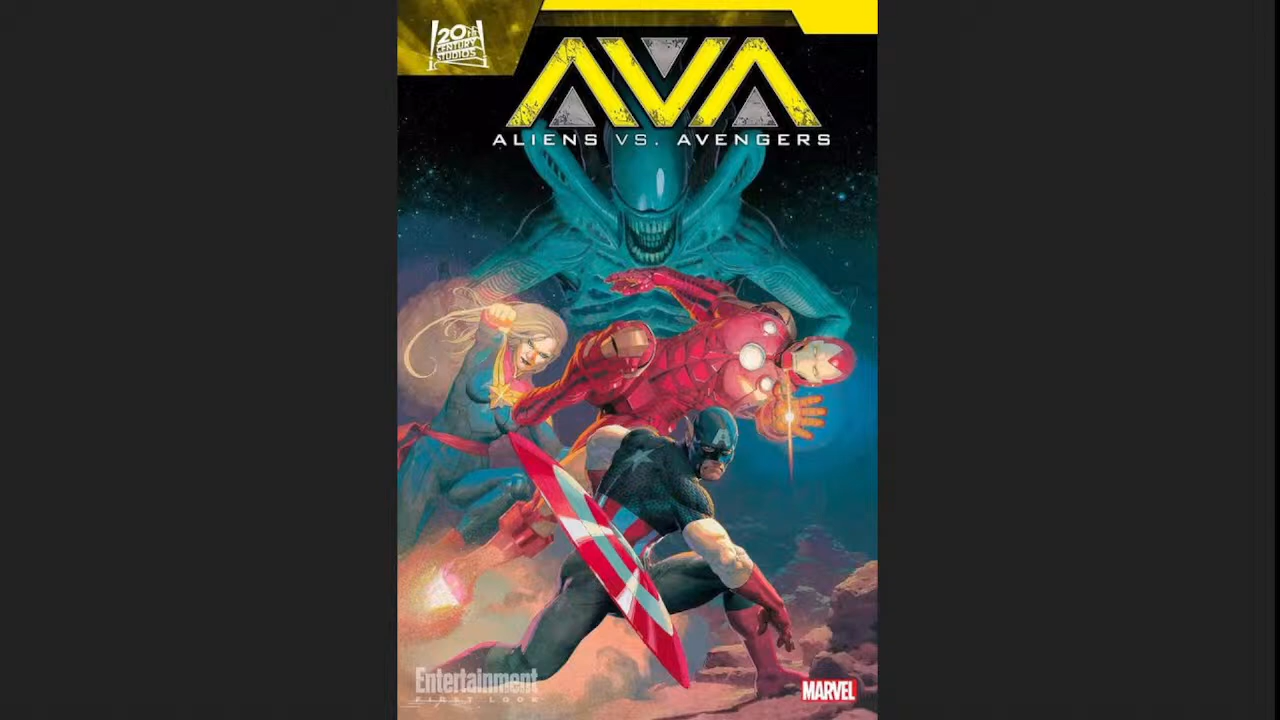 20th
CENTURY
STUDIOS
AVA
ALIENS VS. AVENGERS
A
Entertainment
FIRST LOOK
MARVEL